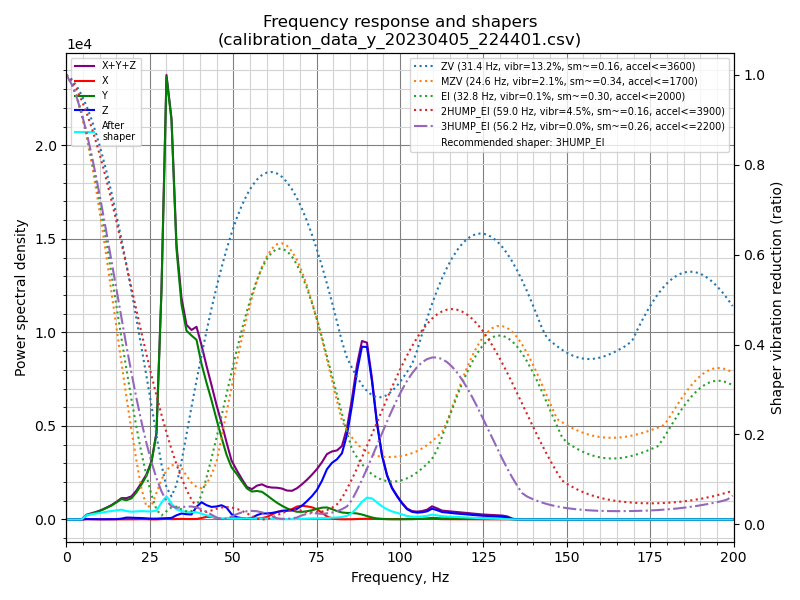 Frequency response and shapers
(calibration_data_y_20230405_224401.csv)
1e4
X+Y+Z
X
Y
Z
After
shaper
ZV (31.4 Hz, vibr=13.2%, sm~=0.16, accel<=3600)
MZV (24.6 Hz, vibr=2.1%, sm~=0.34, accel<=1700)
EI (32.8 Hz, vibr=0.1%, sm~=0.30, accel<=2000)
2HUMP_EI (59.0 Hz, vibr=4.5%, sm~=0.16, accel<=3900)
3HUMP_EI (56.2 Hz, vibr=0.0%, sm~=0.26, accel<=2200)
Recommended shaper: 3HUMP_EI
Power spectral density
2.0
1.5
1.0
0.5
0.0
1.0
0.8
0.6
0.4
0.2
0.0
Shaper vibration reduction (ratio)
0 25 50 75 100 125 150 175 200
Frequency, Hz